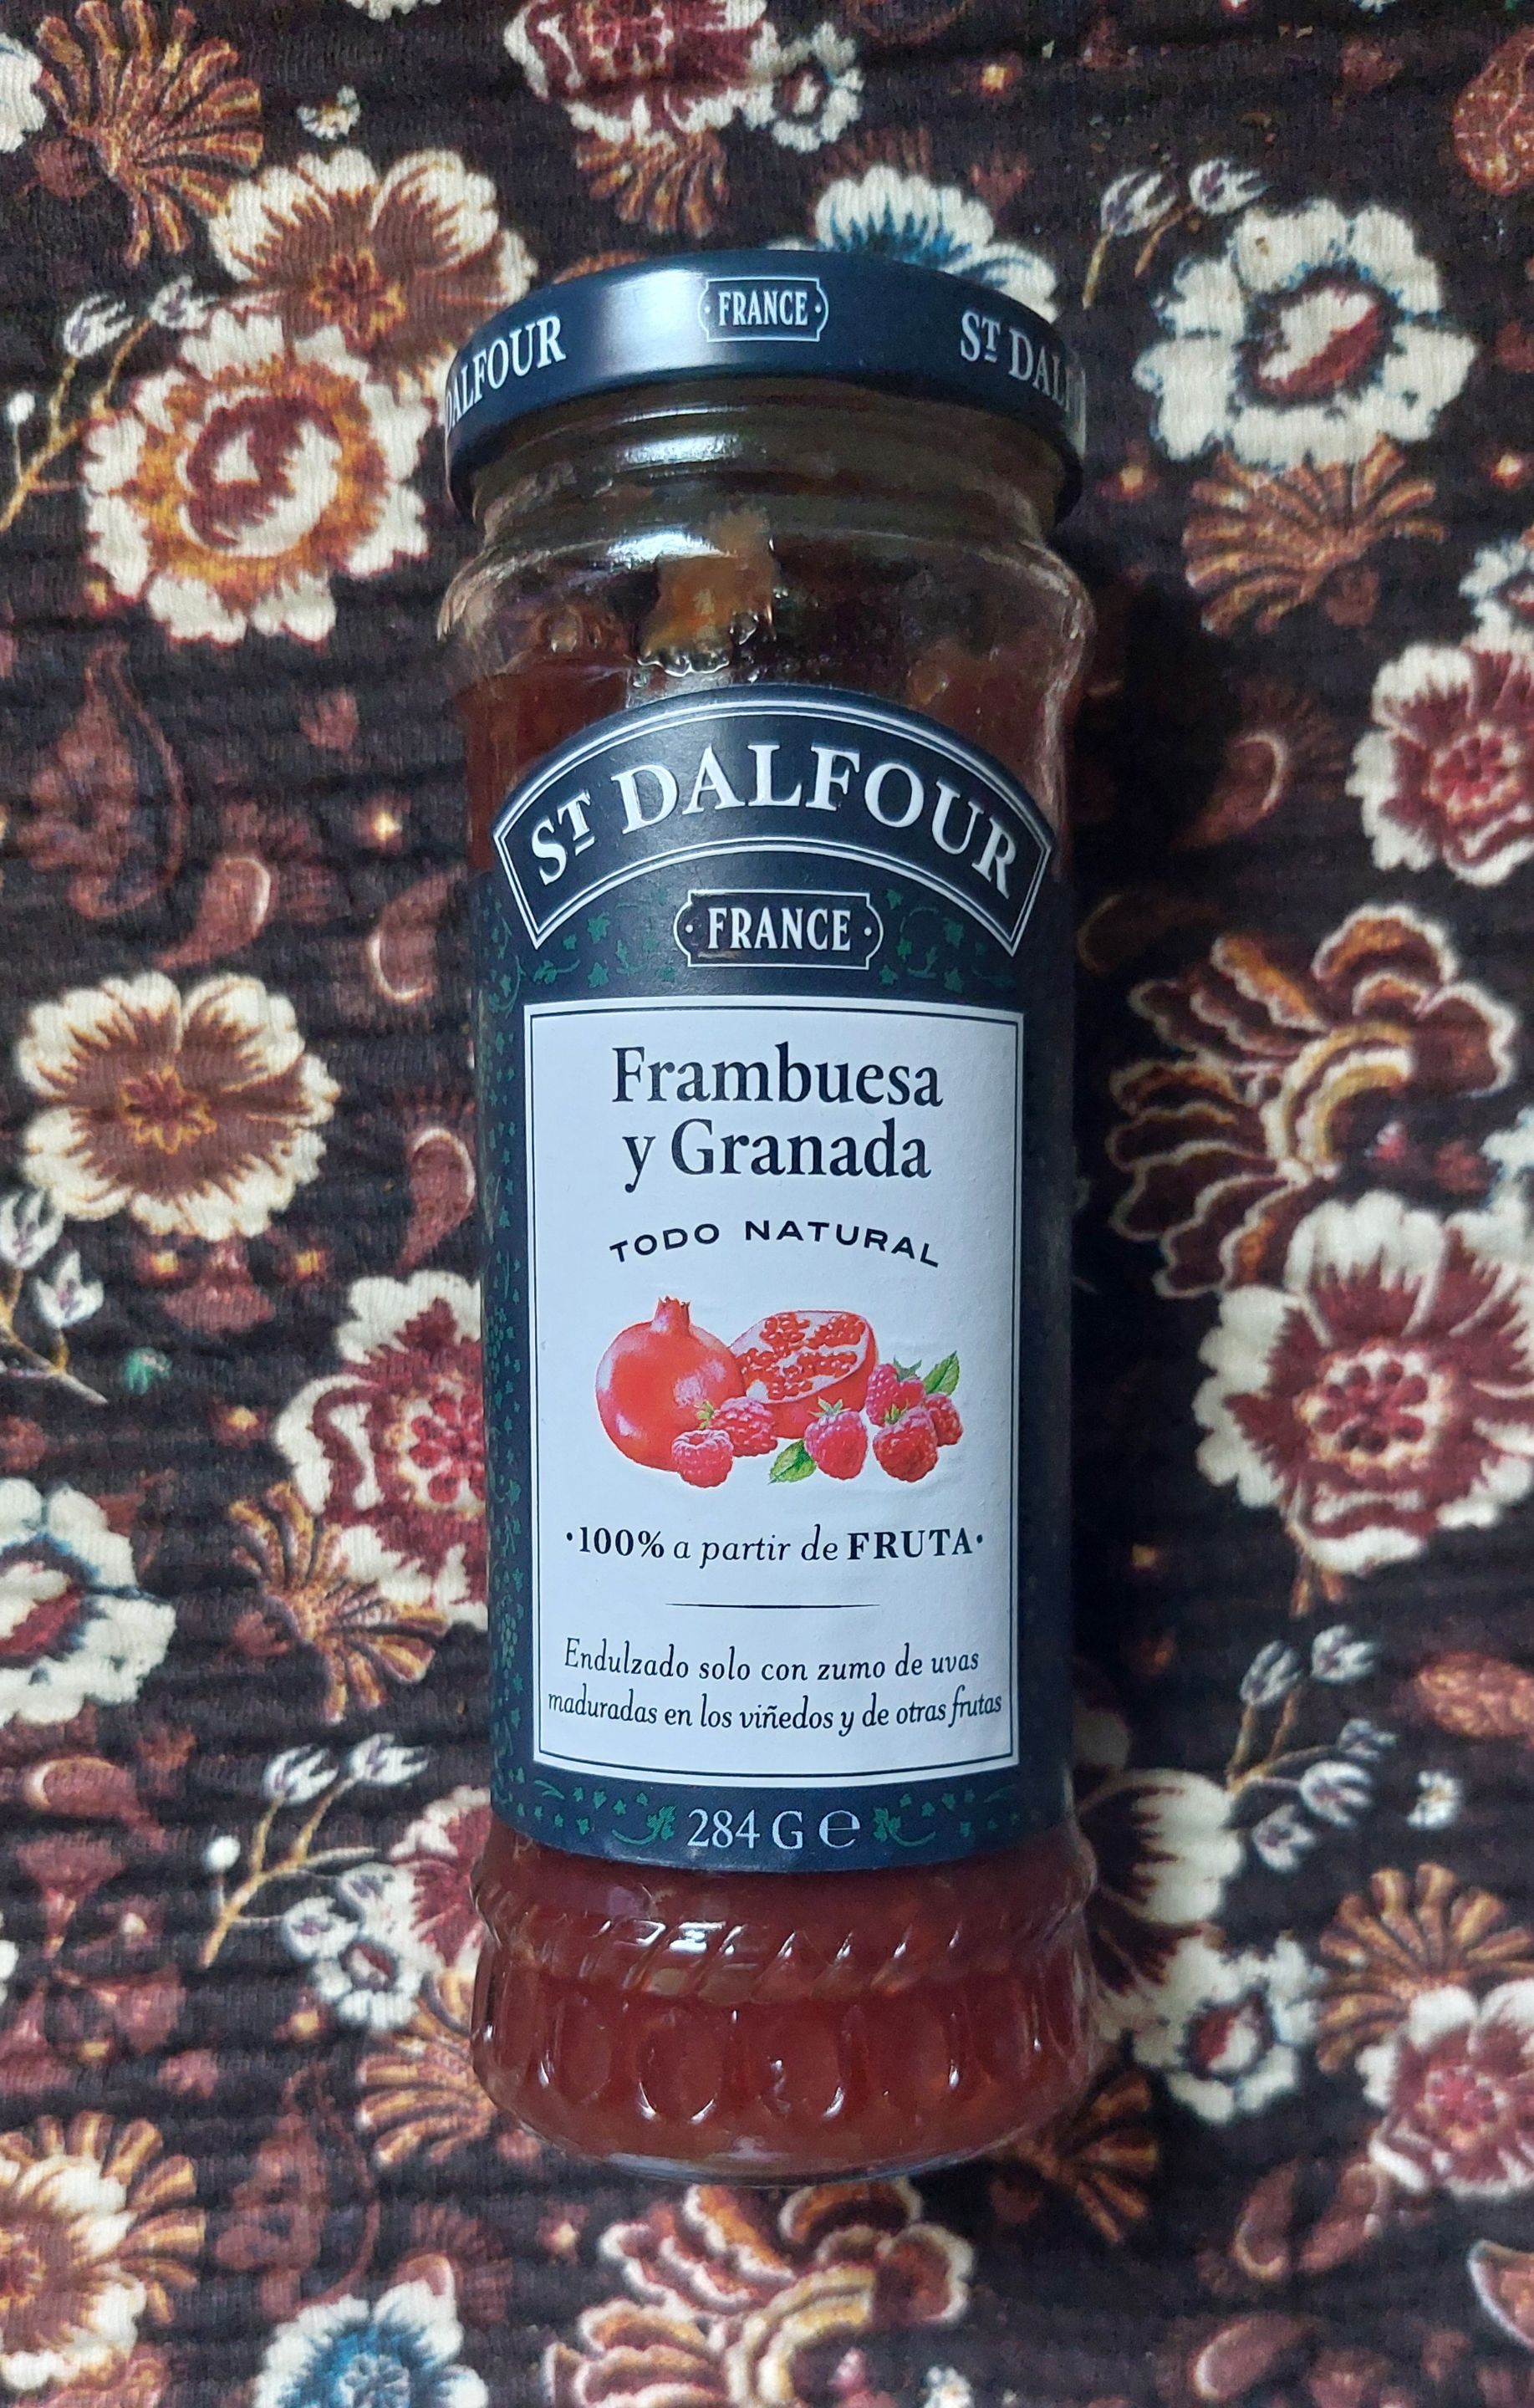 DALFOUR
FRANCE
ST DAL
ST DALFOUR
·FRANCE·
Frambuesa
y Granada
TODO NATURAL
·100% a partir de FRUTA·
Endulzado solo con zumo de uvas
maduradas en los viñedos y de otras frutas
284 G ℮